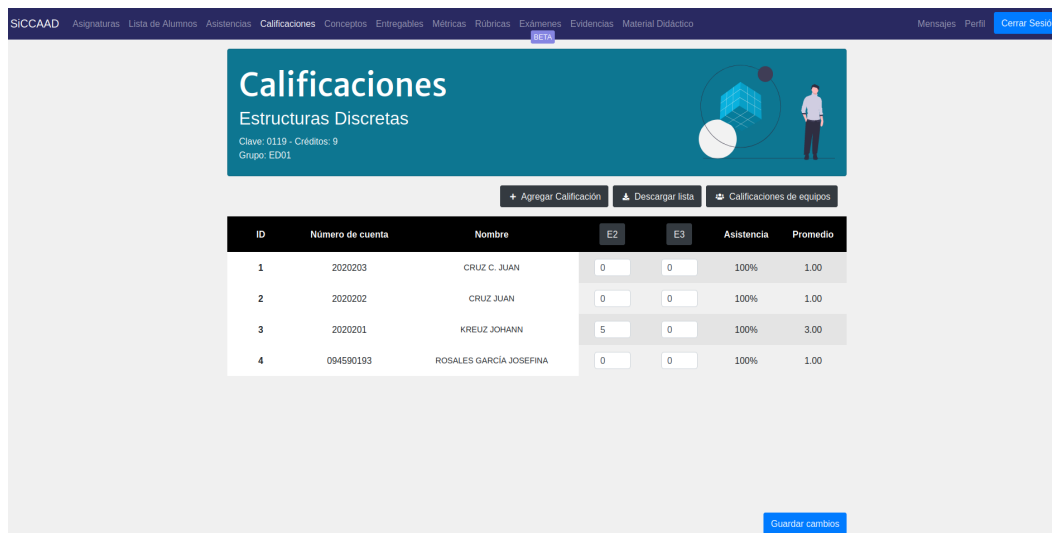 SiCCAAD Asignaturas Lista de Alumnos Asistencias Calificaciones Conceptos Entregables Métricas Rúbricas Exámenes Evidencias Material Didáctico Mensajes Perfil Cerrar Sesió
BETA
Calificaciones
Estructuras Discretas
Clave: 0119 - Créditos: 9
Grupo: ED01
+ Agregar Calificación Descargar lista Calificaciones de equipos
ID Número de cuenta Nombre E2 E3 Asistencia Promedio
1 2020203 CRUZ C. JUAN 0 0 100% 1.00
2 2020202 CRUZ JUAN 0 0 100% 1.00
3 2020201 KREUZ JOHANN 5 0 100% 3.00
4 094590193 ROSALES GARCÍA JOSEFINA 0 0 100% 1.00
Guardar cambios